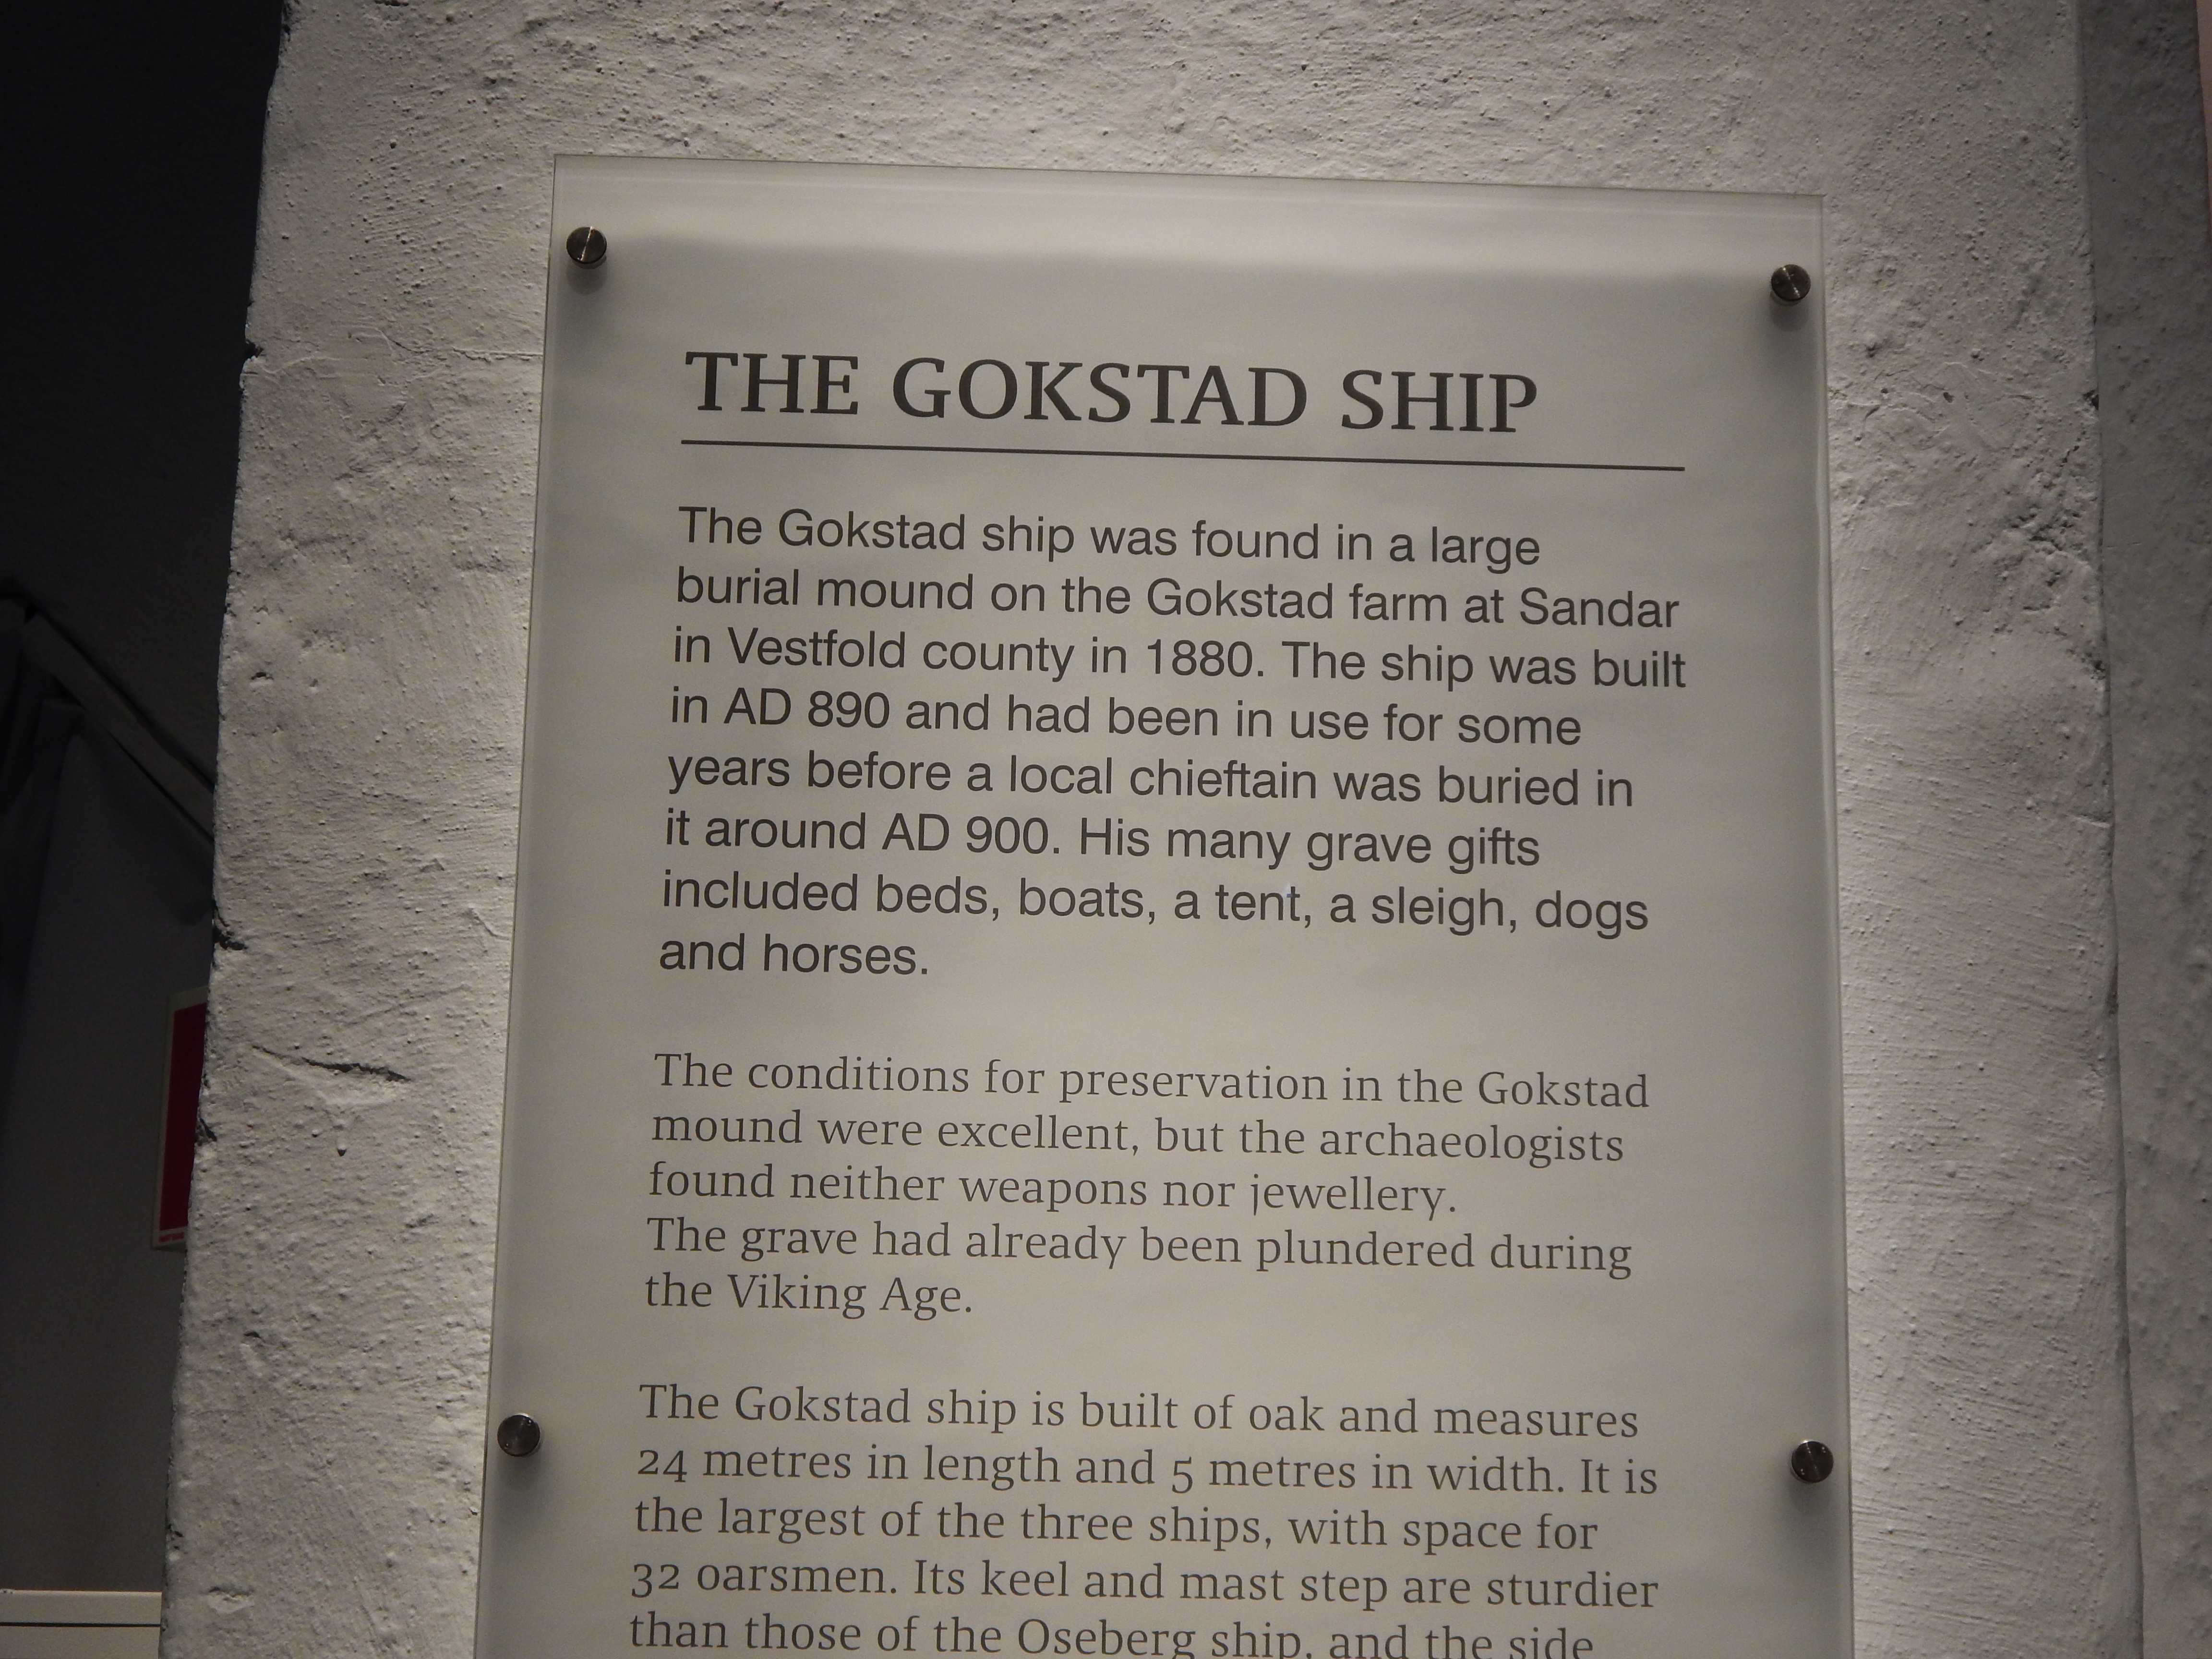 THE GOKSTAD SHIP
The Gokstad ship was found in a large
burial mound on the Gokstad farm at Sandar
in Vestfold county in 1880. The ship was built
in AD 890 and had been in use for some
years before a local chieftain was buried in
it around AD 900. His many grave gifts
included beds, boats, a tent, a sleigh, dogs
and horses.
The conditions for preservation in the Gokstad
mound were excellent, but the archaeologists
found neither weapons nor jewellery.
The grave had already been plundered during
the Viking Age.
The Gokstad ship is built of oak and measures
24 metres in length and 5 metres in width. It is
the largest of the three ships, with space for
32 oarsmen. Its keel and mast step are sturdier
than those of the Oseberg ship, and the side